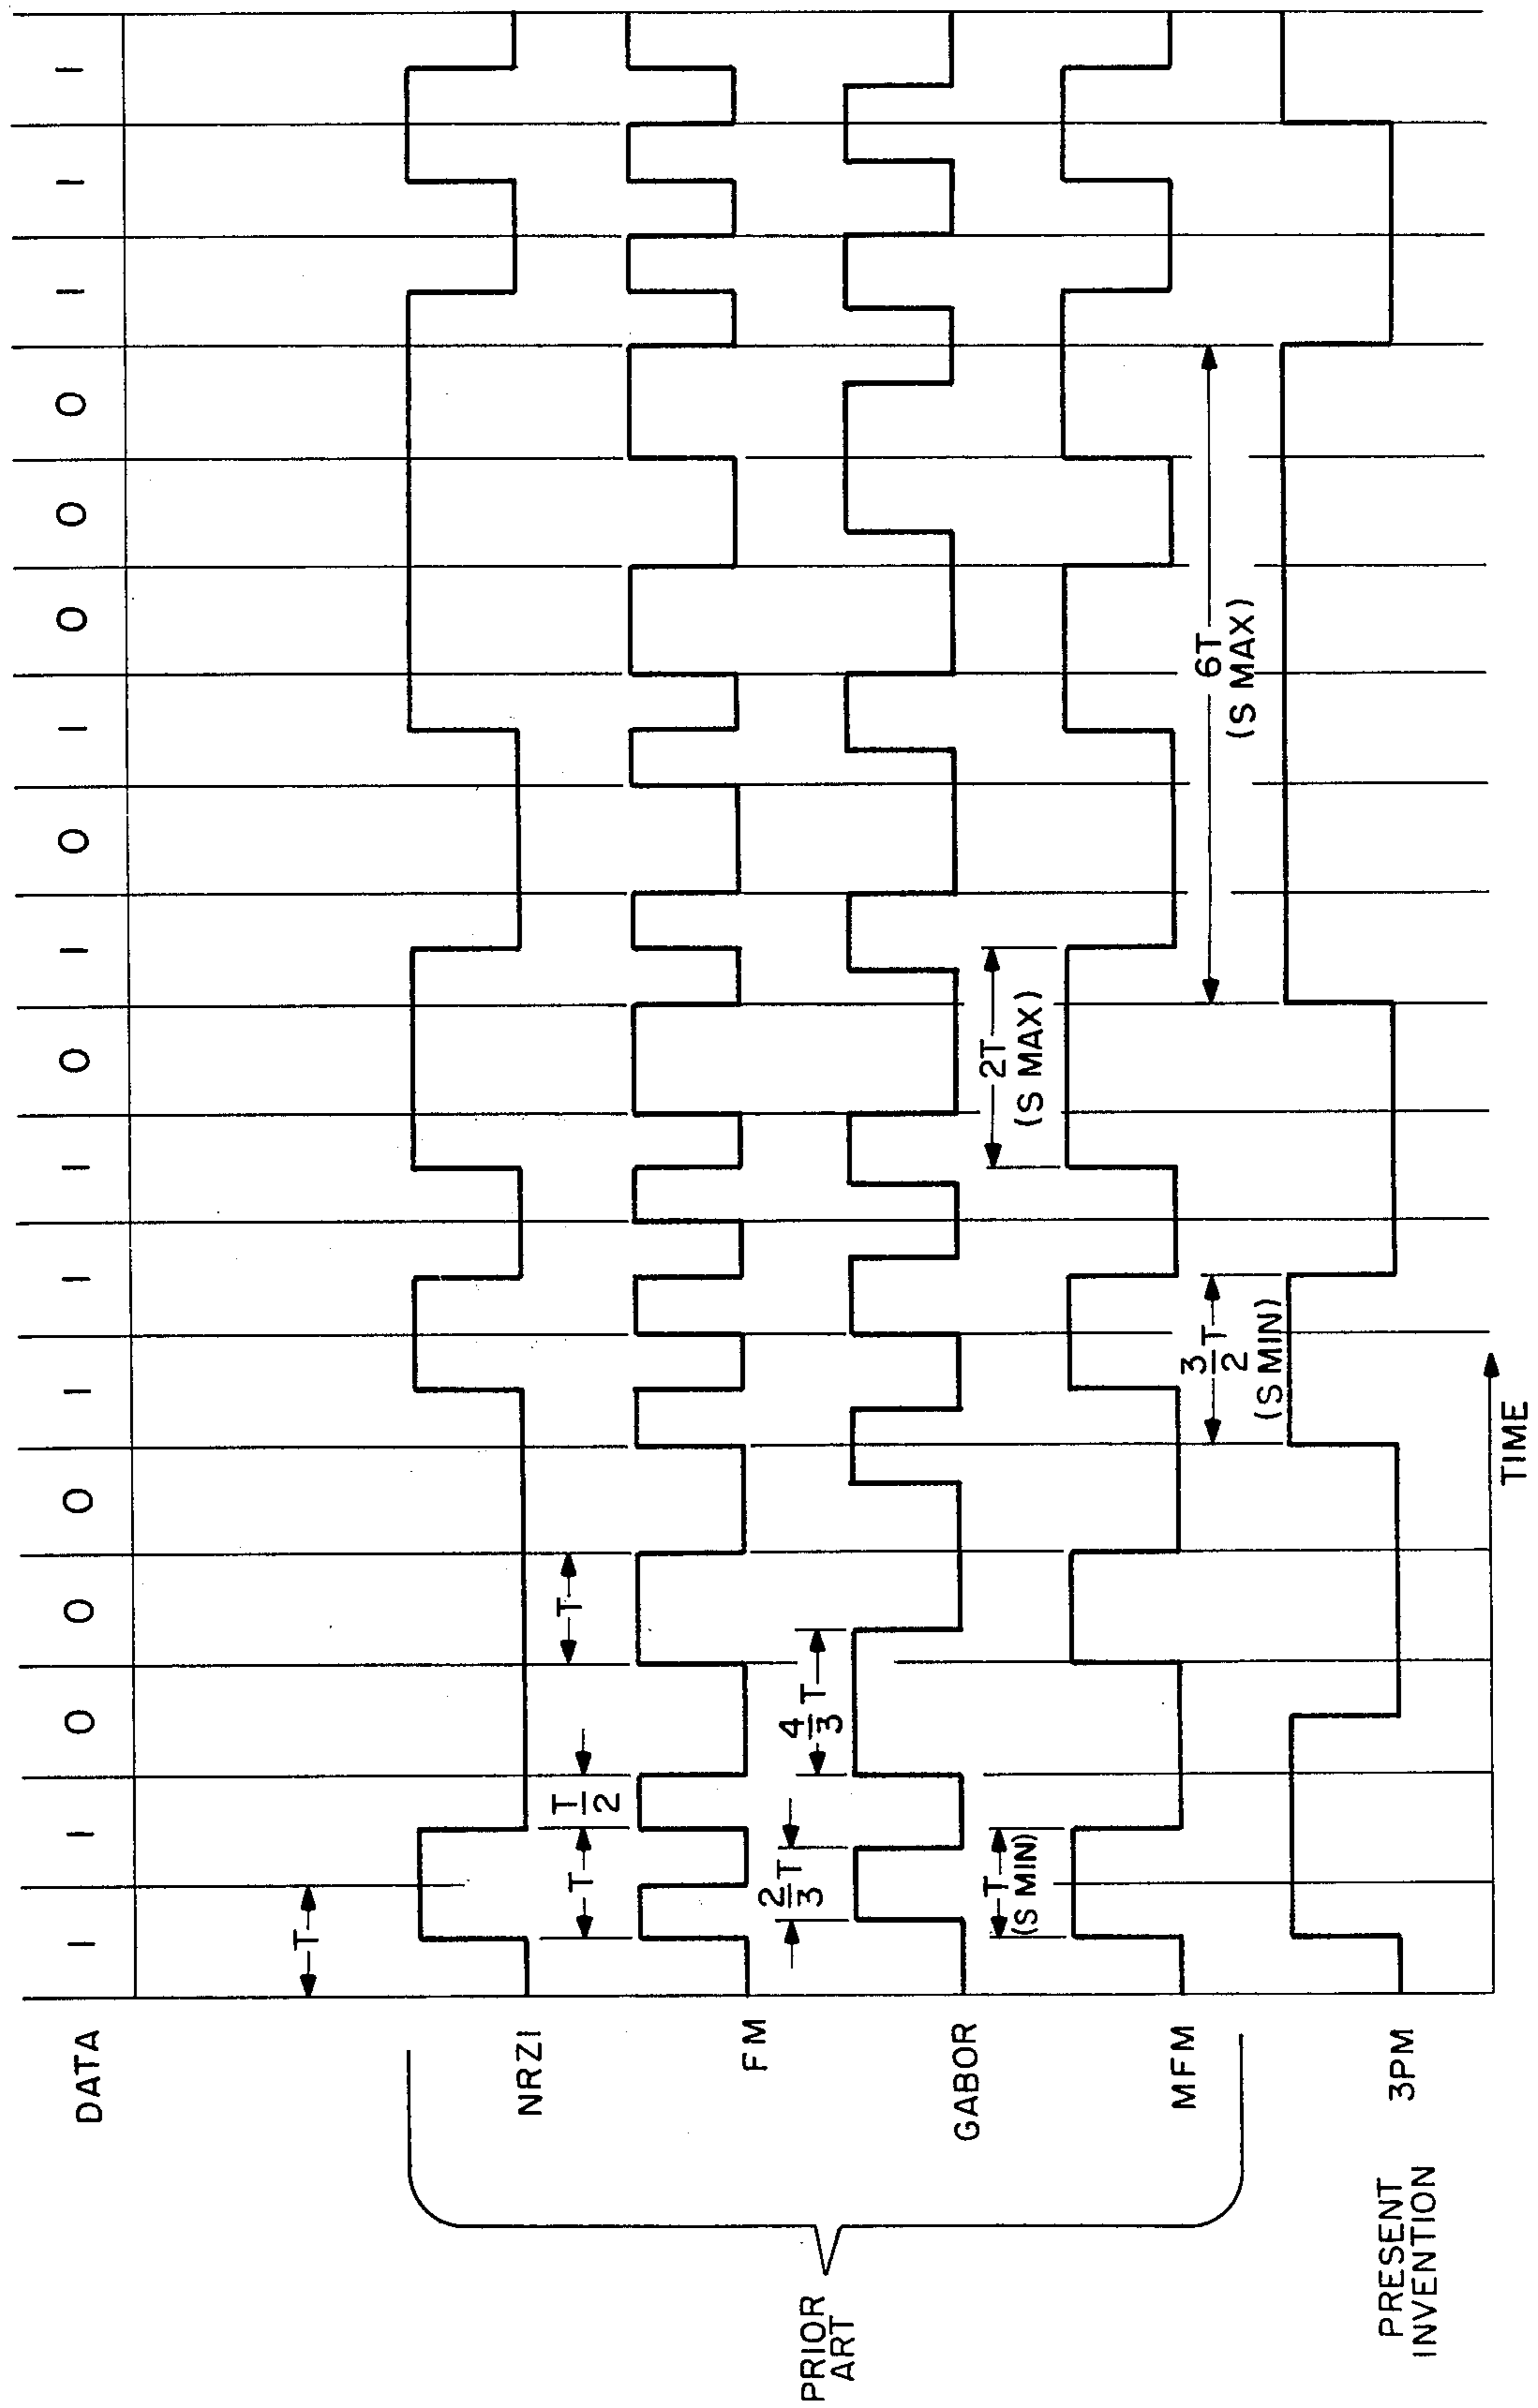 DATA 1 1 0 0 0 1 1 1 0 1 0 1 0 0 0 1 1 1
T
PRIOR
ART
NRZI
T
T/2
T
FM
2/3 T
4/3 T
GABOR
T
(S MIN)
2T
(S MAX)
MFM
3/2 T
(S MIN)
6T
(S MAX)
PRESENT
INVENTION
3PM
TIME